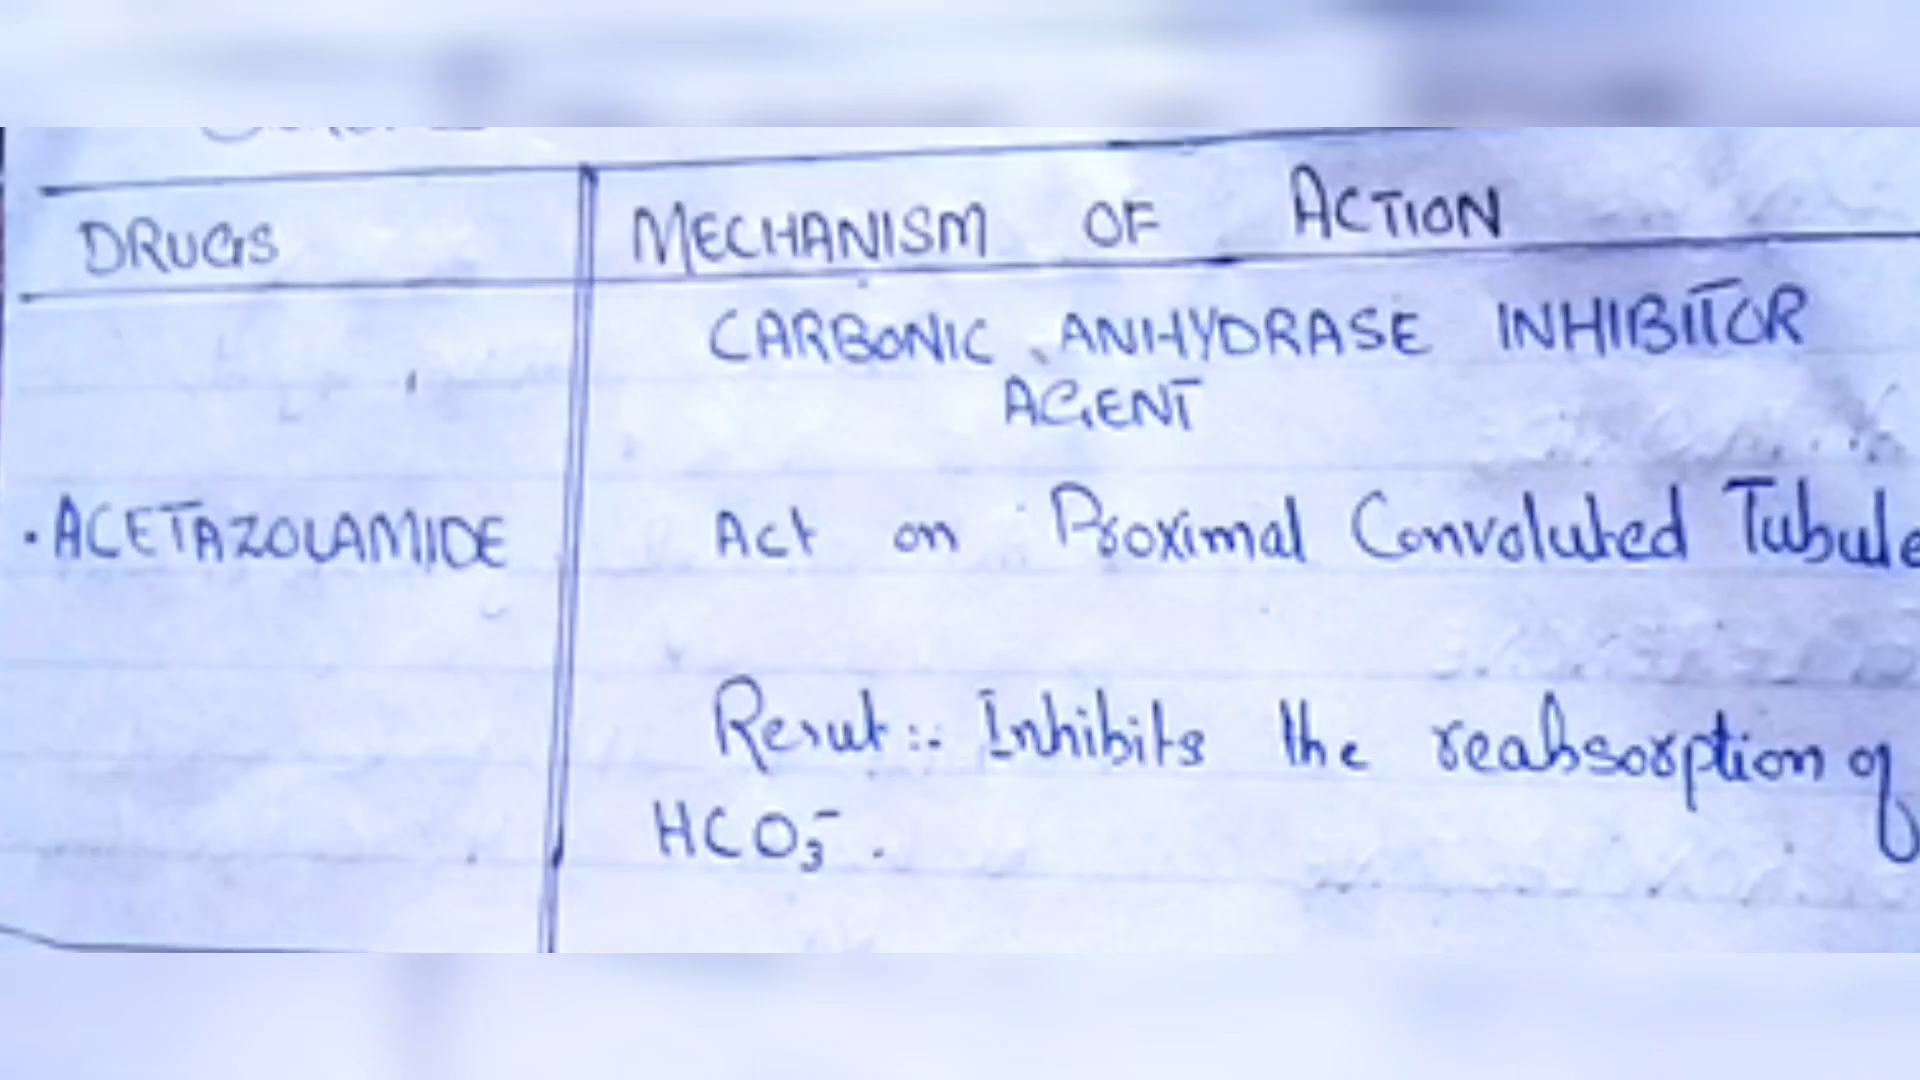 DRUGS MECHANISM OF ACTION
CARBONIC ANHYDRASE INHIBITOR
AGENT
• ACETAZOLAMIDE Act on Proximal Convoluted Tubule
Resut :- Inhibits the reabsorption of
HCO3- .